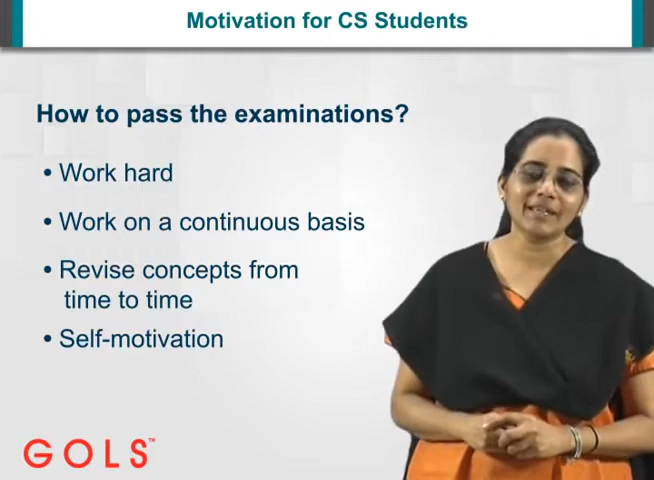 Motivation for CS Students
How to pass the examinations?
• Work hard
• Work on a continuous basis
• Revise concepts from
time to time
• Self-motivation
GOLS™